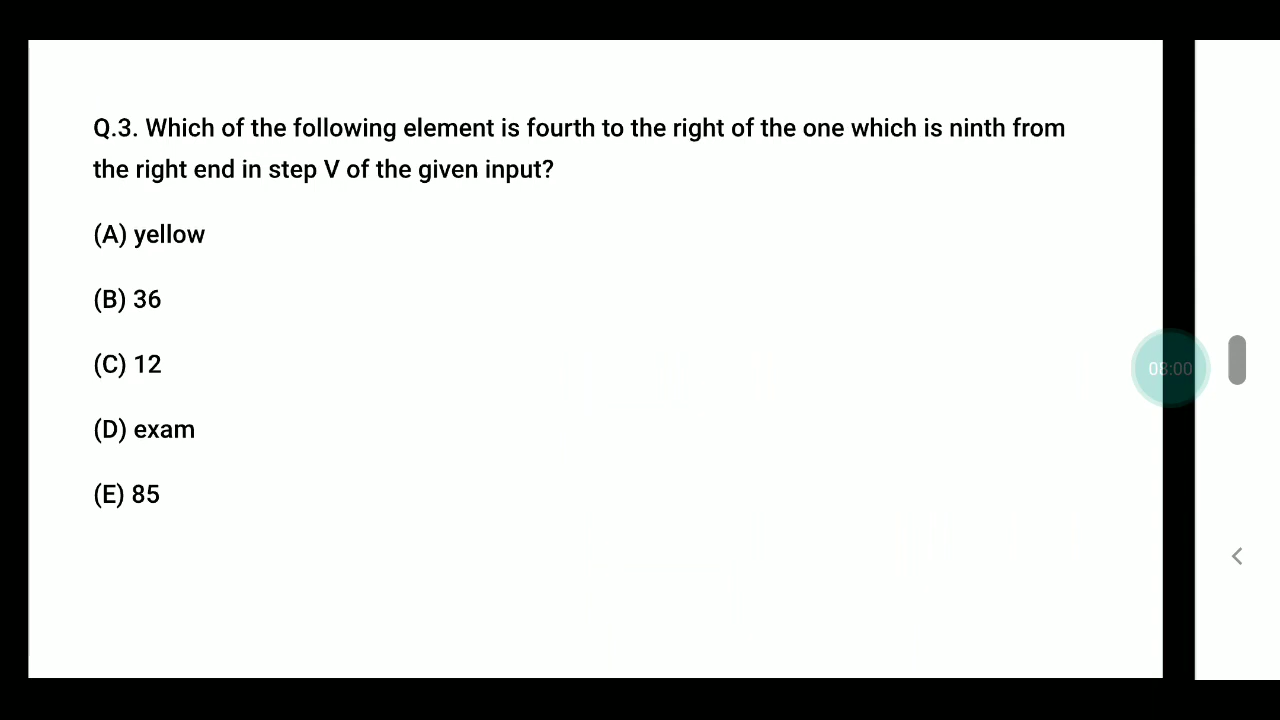 Q.3. Which of the following element is fourth to the right of the one which is ninth from
the right end in step V of the given input?
(A) yellow
(B) 36
(C) 12
(D) exam
(E) 85
08:00